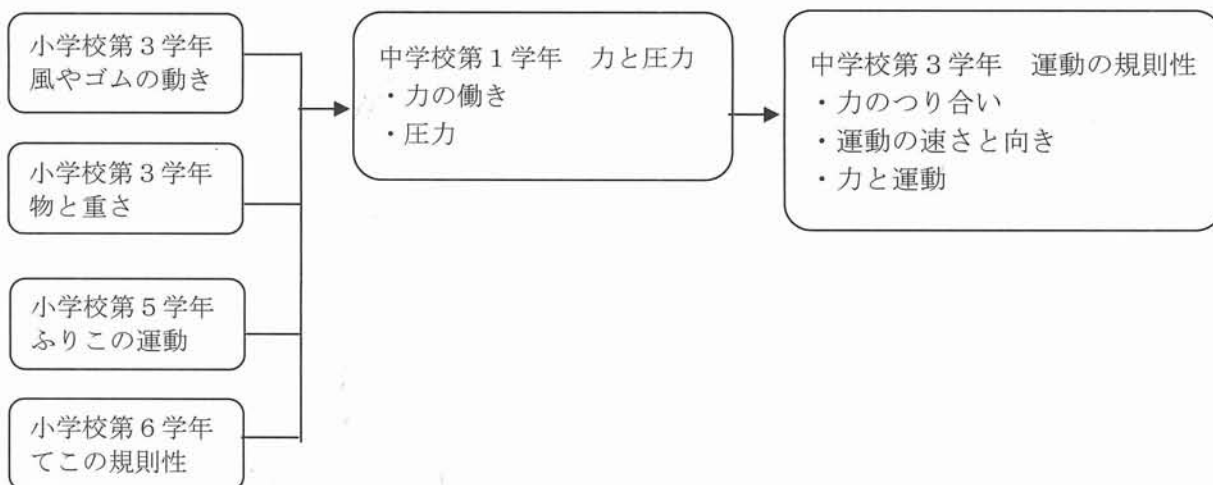 小学校第3学年
風やゴムの動き
小学校第3学年
物と重さ
小学校第5学年
ふりこの運動
小学校第6学年
てこの規則性
中学校第1学年　力と圧力
・力の働き
・圧力
中学校第3学年　運動の規則性
・力のつり合い
・運動の速さと向き
・力と運動